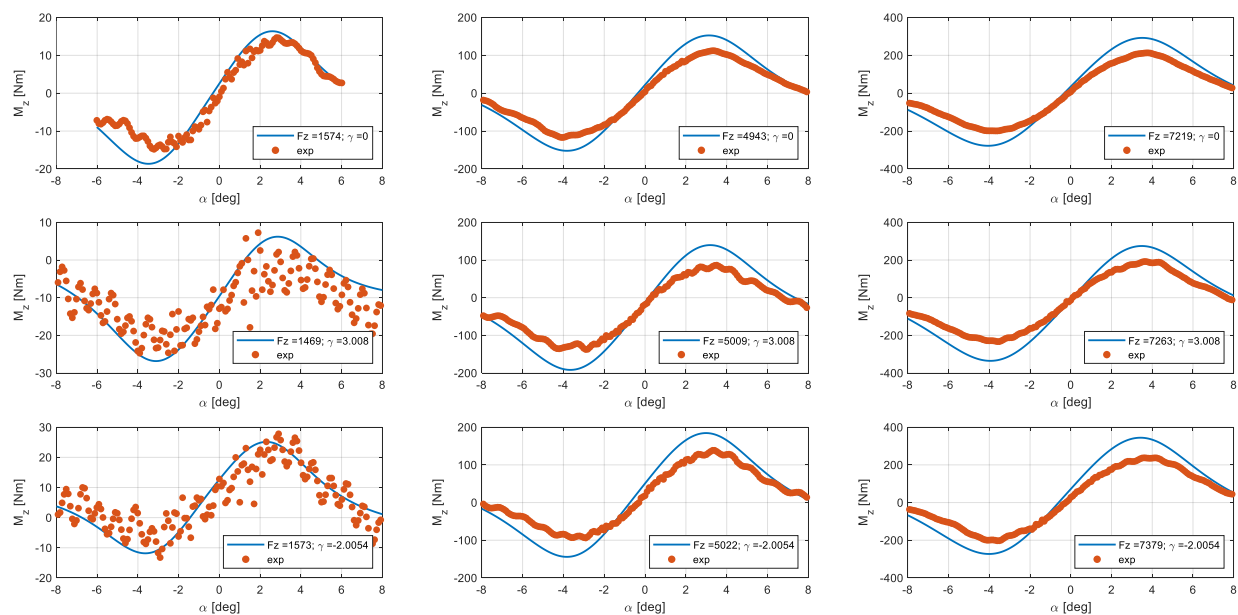 20
10
0
-10
-20
M_z [Nm]
-8 -6 -4 -2 0 2 4 6 8
α [deg]
Fz =1574; γ =0
exp
200
100
0
-100
-200
M_z [Nm]
-8 -6 -4 -2 0 2 4 6 8
α [deg]
Fz =4943; γ =0
exp
400
200
0
-200
-400
M_z [Nm]
-8 -6 -4 -2 0 2 4 6 8
α [deg]
Fz =7219; γ =0
exp
10
0
-10
-20
-30
M_z [Nm]
-8 -6 -4 -2 0 2 4 6 8
α [deg]
Fz =1469; γ =3.008
exp
200
100
0
-100
-200
M_z [Nm]
-8 -6 -4 -2 0 2 4 6 8
α [deg]
Fz =5009; γ =3.008
exp
400
200
0
-200
-400
M_z [Nm]
-8 -6 -4 -2 0 2 4 6 8
α [deg]
Fz =7263; γ =3.008
exp
30
20
10
0
-10
-20
M_z [Nm]
-8 -6 -4 -2 0 2 4 6 8
α [deg]
Fz =1573; γ =-2.0054
exp
200
100
0
-100
-200
M_z [Nm]
-8 -6 -4 -2 0 2 4 6 8
α [deg]
Fz =5022; γ =-2.0054
exp
400
200
0
-200
-400
M_z [Nm]
-8 -6 -4 -2 0 2 4 6 8
α [deg]
Fz =7379; γ =-2.0054
exp